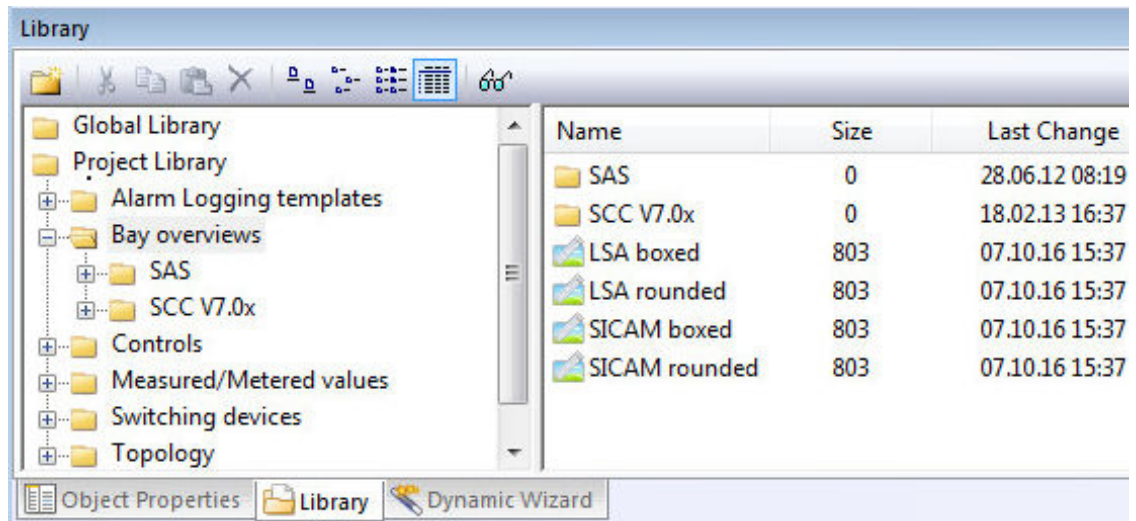 Library
Global Library
Project Library
Alarm Logging templates
Bay overviews
SAS
SCC V7.0x
Controls
Measured/Metered values
Switching devices
Topology
Name Size Last Change
SAS 0 28.06.12 08:19
SCC V7.0x 0 18.02.13 16:37
LSA boxed 803 07.10.16 15:37
LSA rounded 803 07.10.16 15:37
SICAM boxed 803 07.10.16 15:37
SICAM rounded 803 07.10.16 15:37
Object Properties Library Dynamic Wizard